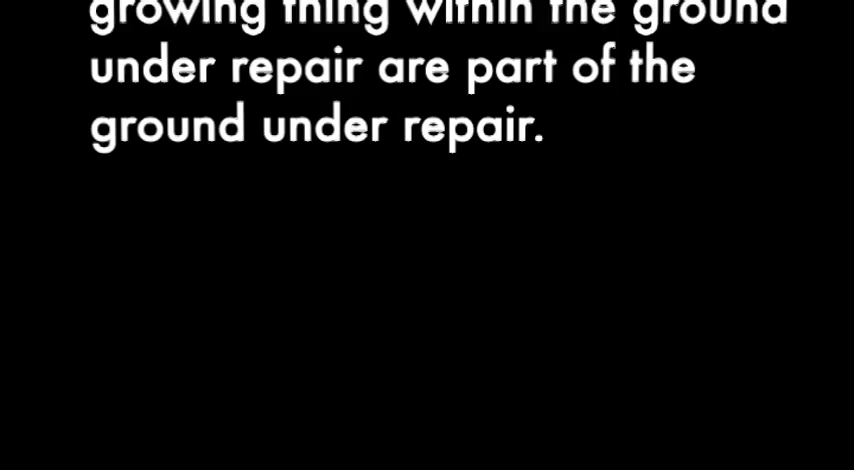 growing thing within the ground
under repair are part of the
ground under repair.